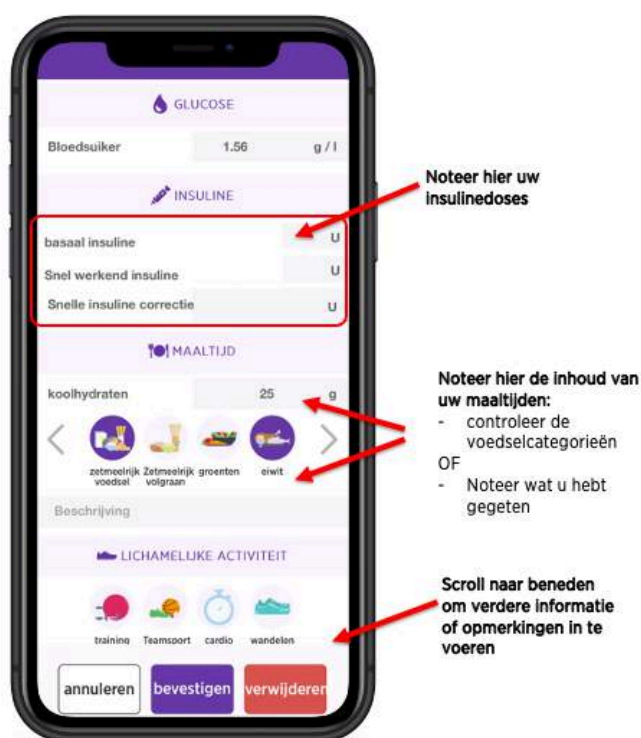 GLUCOSE
Bloedsuiker 1.56 g / l
INSULINE
basaal insuline U
Snel werkend insuline U
Snelle insuline correctie U
MAALTIJD
koolhydraten 25 g
zetmeelrijk Zetmeelrijk groenten eiwit
voedsel volgraan
Beschrijving
LICHAMELIJKE ACTIVITEIT
training Teamsport cardio wandelen
annuleren bevestigen verwijderen
Noteer hier uw
insulinedoses
Noteer hier de inhoud van
uw maaltijden:
- controleer de
voedselcategorieën
OF
- Noteer wat u hebt
gegeten
Scroll naar beneden
om verdere informatie
of opmerkingen in te
voeren